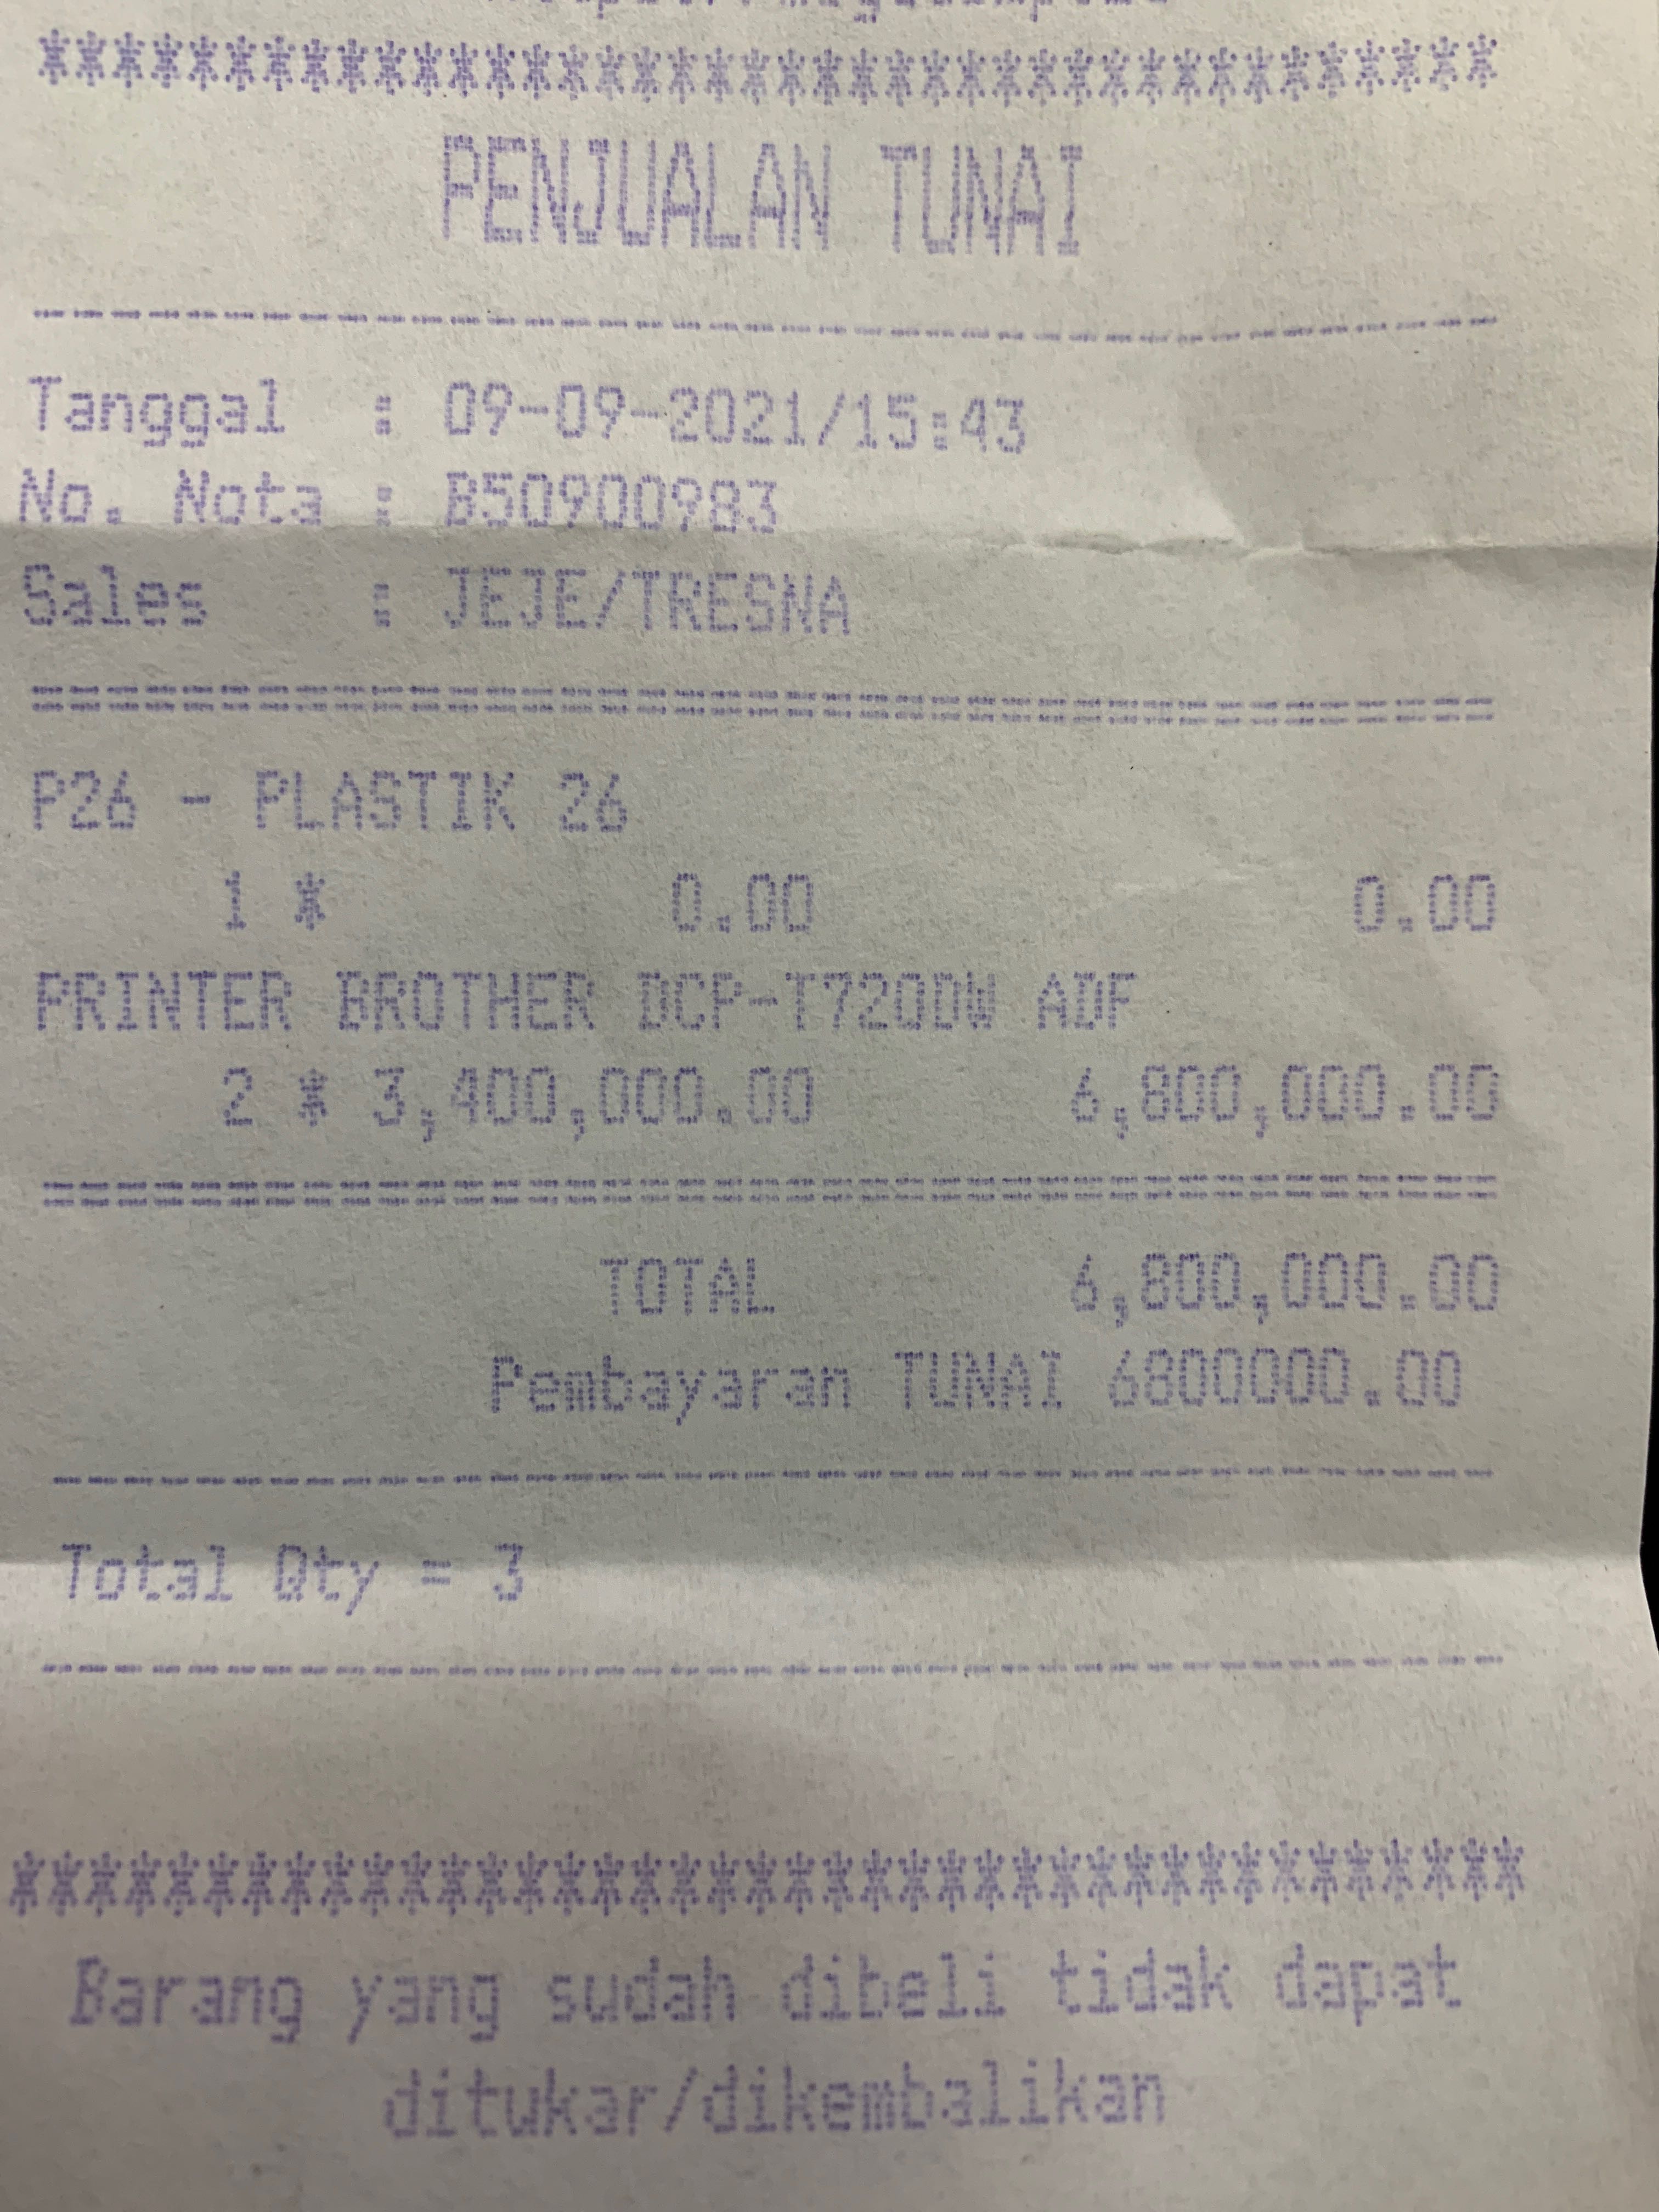 ****************************************
PENJUALAN TUNAI
----------------------------------------
Tanggal : 09-09-2021/15:43
No. Nota : B50900983
Sales : JEJE/TRESNA
========================================
P26 - PLASTIK 26
1 * 0.00 0.00
PRINTER BROTHER DCP-T720DW ADF
2 * 3,400,000.00 6,800,000.00
========================================
TOTAL 6,800,000.00
Pembayaran TUNAI 6800000.00
----------------------------------------
Total Qty = 3
----------------------------------------
****************************************
Barang yang sudah dibeli tidak dapat
ditukar/dikembalikan